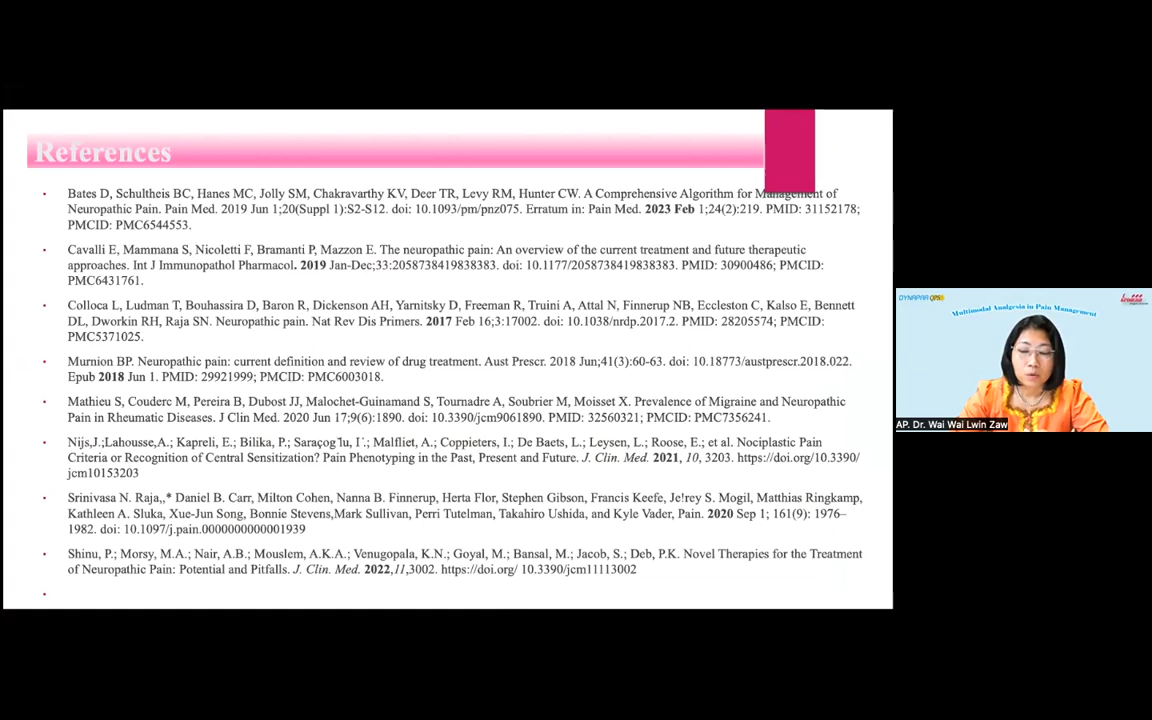 References
Bates D, Schultheis BC, Hanes MC, Jolly SM, Chakravarthy KV, Deer TR, Levy RM, Hunter CW. A Comprehensive Algorithm for Management of
Neuropathic Pain. Pain Med. 2019 Jun 1;20(Suppl 1):S2-S12. doi: 10.1093/pm/pnz075. Erratum in: Pain Med. 2023 Feb 1;24(2):219. PMID: 31152178;
PMCID: PMC6544553.
Cavalli E, Mammana S, Nicoletti F, Bramanti P, Mazzon E. The neuropathic pain: An overview of the current treatment and future therapeutic
approaches. Int J Immunopathol Pharmacol. 2019 Jan-Dec;33:2058738419838383. doi: 10.1177/2058738419838383. PMID: 30900486; PMCID:
PMC6431761.
Colloca L, Ludman T, Bouhassira D, Baron R, Dickenson AH, Yarnitsky D, Freeman R, Truini A, Attal N, Finnerup NB, Eccleston C, Kalso E, Bennett
DL, Dworkin RH, Raja SN. Neuropathic pain. Nat Rev Dis Primers. 2017 Feb 16;3:17002. doi: 10.1038/nrdp.2017.2. PMID: 28205574; PMCID:
PMC5371025.
Murnion BP. Neuropathic pain: current definition and review of drug treatment. Aust Prescr. 2018 Jun;41(3):60-63. doi: 10.18773/austprescr.2018.022.
Epub 2018 Jun 1. PMID: 29921999; PMCID: PMC6003018.
Mathieu S, Couderc M, Pereira B, Dubost JJ, Malochet-Guinamand S, Tournadre A, Soubrier M, Moisset X. Prevalence of Migraine and Neuropathic
Pain in Rheumatic Diseases. J Clin Med. 2020 Jun 17;9(6):1890. doi: 10.3390/jcm9061890. PMID: 32560321; PMCID: PMC7356241.
Nijs,J.;Lahousse,A.; Kapreli, E.; Bilika, P.; Saraçoğlu, İ.; Malfliet, A.; Coppieters, I.; De Baets, L.; Leysen, L.; Roose, E.; et al. Nociplastic Pain
Criteria or Recognition of Central Sensitization? Pain Phenotyping in the Past, Present and Future. J. Clin. Med. 2021, 10, 3203. https://doi.org/10.3390/
jcm10153203
Srinivasa N. Raja,,* Daniel B. Carr, Milton Cohen, Nanna B. Finnerup, Herta Flor, Stephen Gibson, Francis Keefe, Je!rey S. Mogil, Matthias Ringkamp,
Kathleen A. Sluka, Xue-Jun Song, Bonnie Stevens,Mark Sullivan, Perri Tutelman, Takahiro Ushida, and Kyle Vader, Pain. 2020 Sep 1; 161(9): 1976–
1982. doi: 10.1097/j.pain.0000000000001939
Shinu, P.; Morsy, M.A.; Nair, A.B.; Mouslem, A.K.A.; Venugopala, K.N.; Goyal, M.; Bansal, M.; Jacob, S.; Deb, P.K. Novel Therapies for the Treatment
of Neuropathic Pain: Potential and Pitfalls. J. Clin. Med. 2022,11,3002. https://doi.org/ 10.3390/jcm11113002
DYNAPAR
Multimodal Analgesia in Pain Management
AP. Dr. Wai Wai Lwin Zaw